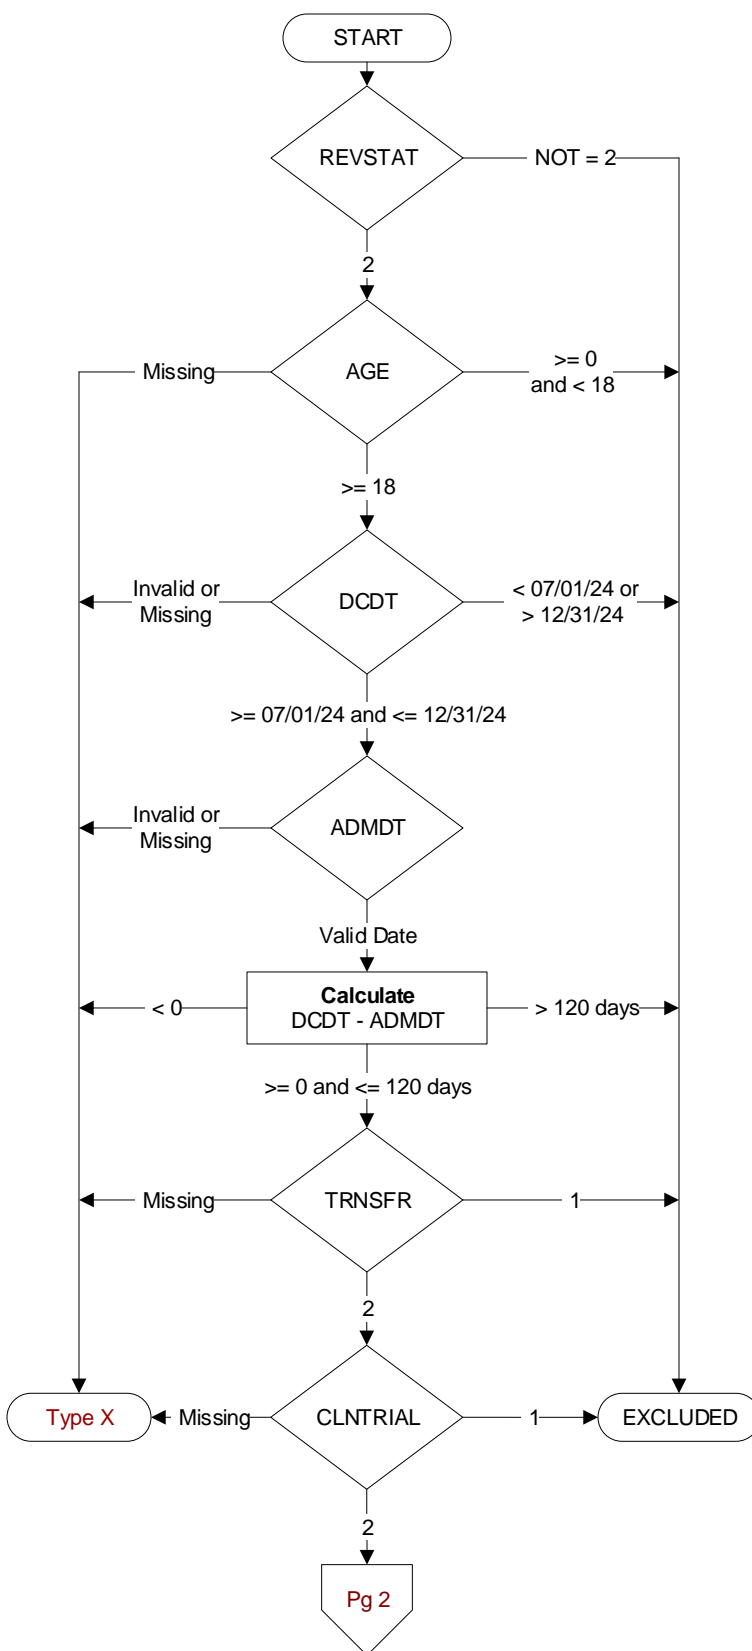 START
REVSTAT
NOT = 2
2
Missing
AGE
>= 0
and < 18
>= 18
Invalid or
Missing
DCDT
< 07/01/24 or
> 12/31/24
>= 07/01/24 and <= 12/31/24
Invalid or
Missing
ADMDT
Valid Date
< 0
Calculate
DCDT - ADMDT
> 120 days
>= 0 and <= 120 days
Missing
TRNSFR
1
2
Type X
Missing
CLNTRIAL
1
EXCLUDED
2
Pg 2